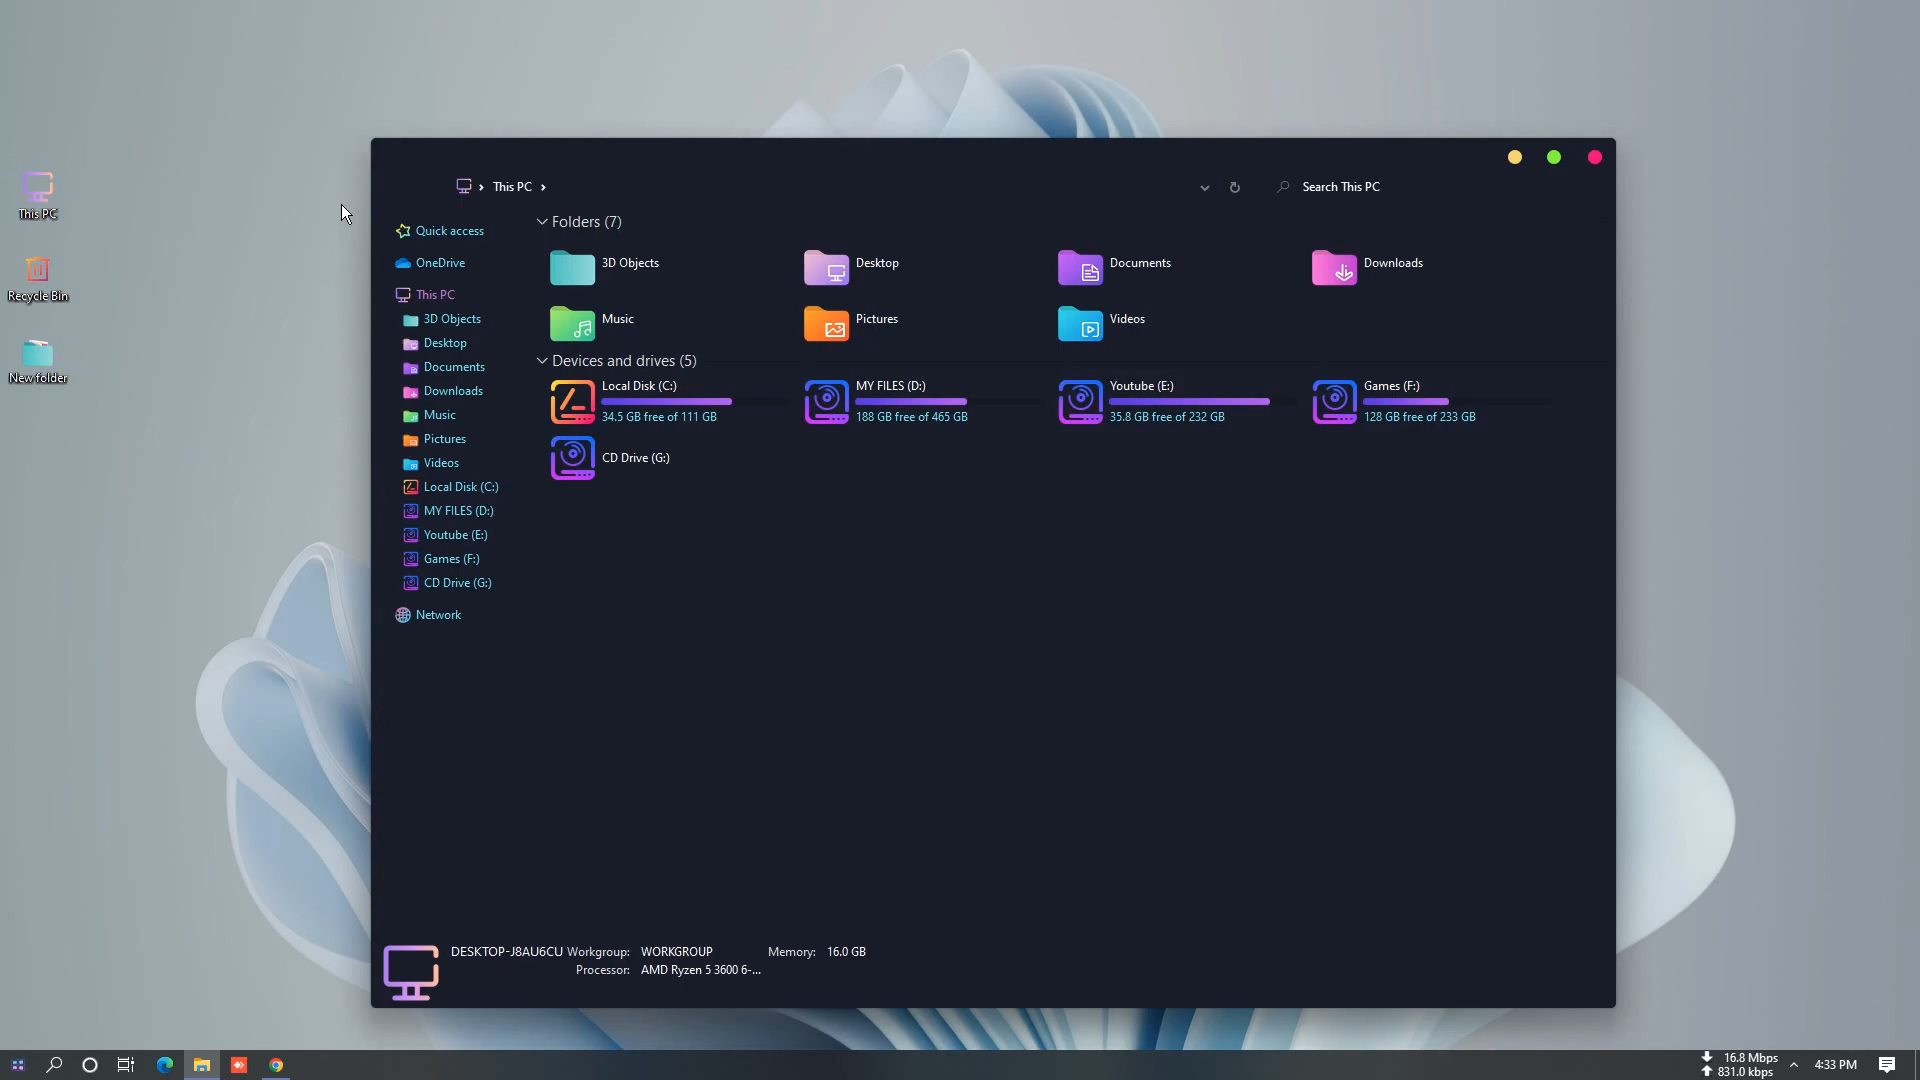 This PC
Recycle Bin
New folder
This PC
Search This PC
Quick access
OneDrive
This PC
3D Objects
Desktop
Documents
Downloads
Music
Pictures
Videos
Local Disk (C:)
MY FILES (D:)
Youtube (E:)
Games (F:)
CD Drive (G:)
Network
Folders (7)
3D Objects
Desktop
Documents
Downloads
Music
Pictures
Videos
Devices and drives (5)
Local Disk (C:)
34.5 GB free of 111 GB
MY FILES (D:)
188 GB free of 465 GB
Youtube (E:)
35.8 GB free of 232 GB
Games (F:)
128 GB free of 233 GB
CD Drive (G:)
DESKTOP-J8AU6CU Workgroup: WORKGROUP Memory: 16.0 GB
Processor: AMD Ryzen 5 3600 6-...
16.8 Mbps
831.0 kbps
4:33 PM